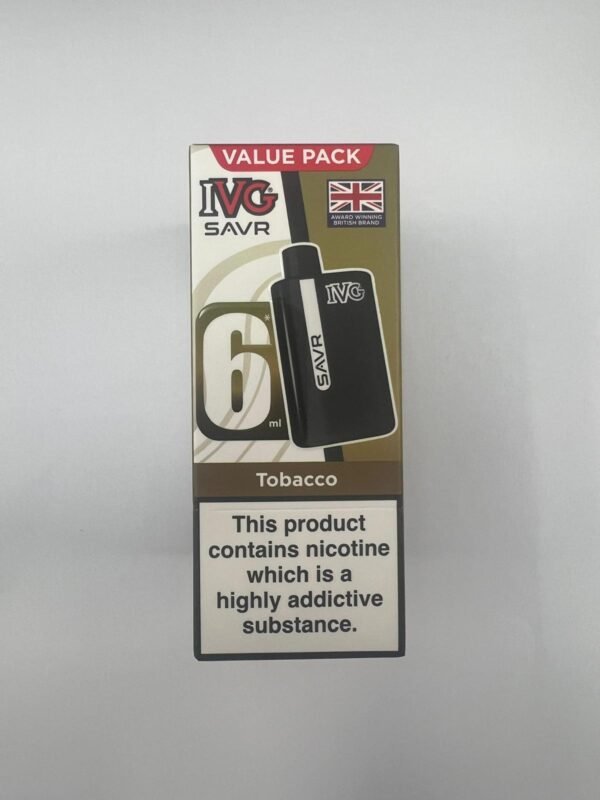 VALUE PACK
IVG
SAVR
AWARD WINNING
BRITISH BRAND
IVG
SAVR
6*
ml
Tobacco
This product
contains nicotine
which is a
highly addictive
substance.